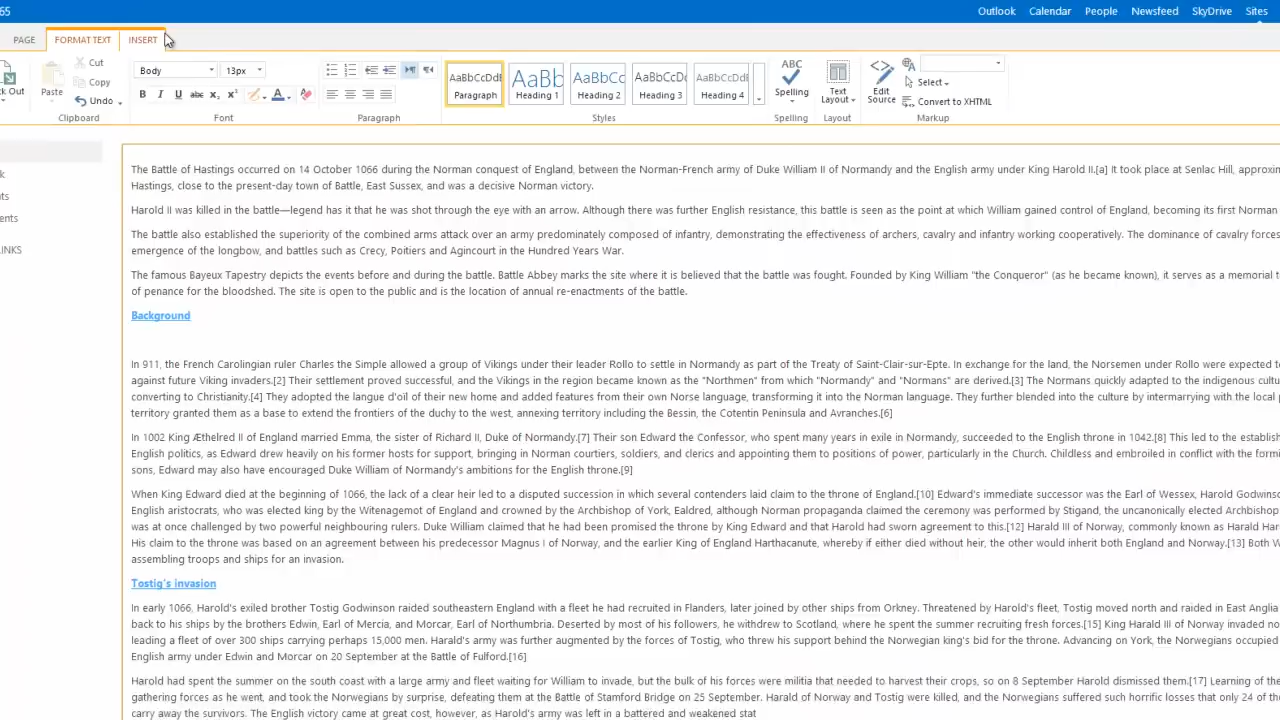 65
Outlook Calendar People Newsfeed SkyDrive Sites
PAGE FORMAT TEXT INSERT
ck Out Paste Cut Copy Undo
Body 13px
B I U abc x₂ x²
AaBbCcDdE AaBb AaBbCc AaBbCcDc AaBbCcDdE
Paragraph Heading 1 Heading 2 Heading 3 Heading 4
ABC Spelling
Text Layout
Edit Source
Select
Convert to XHTML
Clipboard Font Paragraph Styles Spelling Layout Markup
k
ts
ents
INKS
The Battle of Hastings occurred on 14 October 1066 during the Norman conquest of England, between the Norman-French army of Duke William II of Normandy and the English army under King Harold II.[a] It took place at Senlac Hill, approxim
Hastings, close to the present-day town of Battle, East Sussex, and was a decisive Norman victory.
Harold II was killed in the battle—legend has it that he was shot through the eye with an arrow. Although there was further English resistance, this battle is seen as the point at which William gained control of England, becoming its first Norman
The battle also established the superiority of the combined arms attack over an army predominately composed of infantry, demonstrating the effectiveness of archers, cavalry and infantry working cooperatively. The dominance of cavalry forces
emergence of the longbow, and battles such as Crecy, Poitiers and Agincourt in the Hundred Years War.
The famous Bayeux Tapestry depicts the events before and during the battle. Battle Abbey marks the site where it is believed that the battle was fought. Founded by King William "the Conqueror" (as he became known), it serves as a memorial t
of penance for the bloodshed. The site is open to the public and is the location of annual re-enactments of the battle.
Background
In 911, the French Carolingian ruler Charles the Simple allowed a group of Vikings under their leader Rollo to settle in Normandy as part of the Treaty of Saint-Clair-sur-Epte. In exchange for the land, the Norsemen under Rollo were expected t
against future Viking invaders.[2] Their settlement proved successful, and the Vikings in the region became known as the "Northmen" from which "Normandy" and "Normans" are derived.[3] The Normans quickly adapted to the indigenous cultu
converting to Christianity.[4] They adopted the langue d'oil of their new home and added features from their own Norse language, transforming it into the Norman language. They further blended into the culture by intermarrying with the local p
territory granted them as a base to extend the frontiers of the duchy to the west, annexing territory including the Bessin, the Cotentin Peninsula and Avranches.[6]
In 1002 King Æthelred II of England married Emma, the sister of Richard II, Duke of Normandy.[7] Their son Edward the Confessor, who spent many years in exile in Normandy, succeeded to the English throne in 1042.[8] This led to the establish
English politics, as Edward drew heavily on his former hosts for support, bringing in Norman courtiers, soldiers, and clerics and appointing them to positions of power, particularly in the Church. Childless and embroiled in conflict with the formi
sons, Edward may also have encouraged Duke William of Normandy's ambitions for the English throne.[9]
When King Edward died at the beginning of 1066, the lack of a clear heir led to a disputed succession in which several contenders laid claim to the throne of England.[10] Edward's immediate successor was the Earl of Wessex, Harold Godwinso
English aristocrats, who was elected king by the Witenagemot of England and crowned by the Archbishop of York, Ealdred, although Norman propaganda claimed the ceremony was performed by Stigand, the uncanonically elected Archbishop
was at once challenged by two powerful neighbouring rulers. Duke William claimed that he had been promised the throne by King Edward and that Harold had sworn agreement to this.[12] Harald III of Norway, commonly known as Harald Har
His claim to the throne was based on an agreement between his predecessor Magnus I of Norway, and the earlier King of England Harthacanute, whereby if either died without heir, the other would inherit both England and Norway.[13] Both W
assembling troops and ships for an invasion.
Tostig's invasion
In early 1066, Harold's exiled brother Tostig Godwinson raided southeastern England with a fleet he had recruited in Flanders, later joined by other ships from Orkney. Threatened by Harold's fleet, Tostig moved north and raided in East Anglia
back to his ships by the brothers Edwin, Earl of Mercia, and Morcar, Earl of Northumbria. Deserted by most of his followers, he withdrew to Scotland, where he spent the summer recruiting fresh forces.[15] King Harald III of Norway invaded no
leading a fleet of over 300 ships carrying perhaps 15,000 men. Harald's army was further augmented by the forces of Tostig, who threw his support behind the Norwegian king's bid for the throne. Advancing on York, the Norwegians occupied
English army under Edwin and Morcar on 20 September at the Battle of Fulford.[16]
Harold had spent the summer on the south coast with a large army and fleet waiting for William to invade, but the bulk of his forces were militia that needed to harvest their crops, so on 8 September Harold dismissed them.[17] Learning of the
gathering forces as he went, and took the Norwegians by surprise, defeating them at the Battle of Stamford Bridge on 25 September. Harald of Norway and Tostig were killed, and the Norwegians suffered such horrific losses that only 24 of the
carry away the survivors. The English victory came at great cost, however, as Harold's army was left in a battered and weakened stat